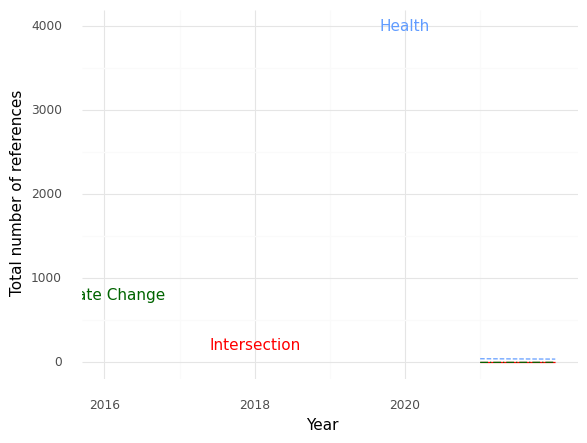 4000
Health
3000
2000
Total number of references
1000
ate Change
Intersection
0
2016
2018
2020
Year